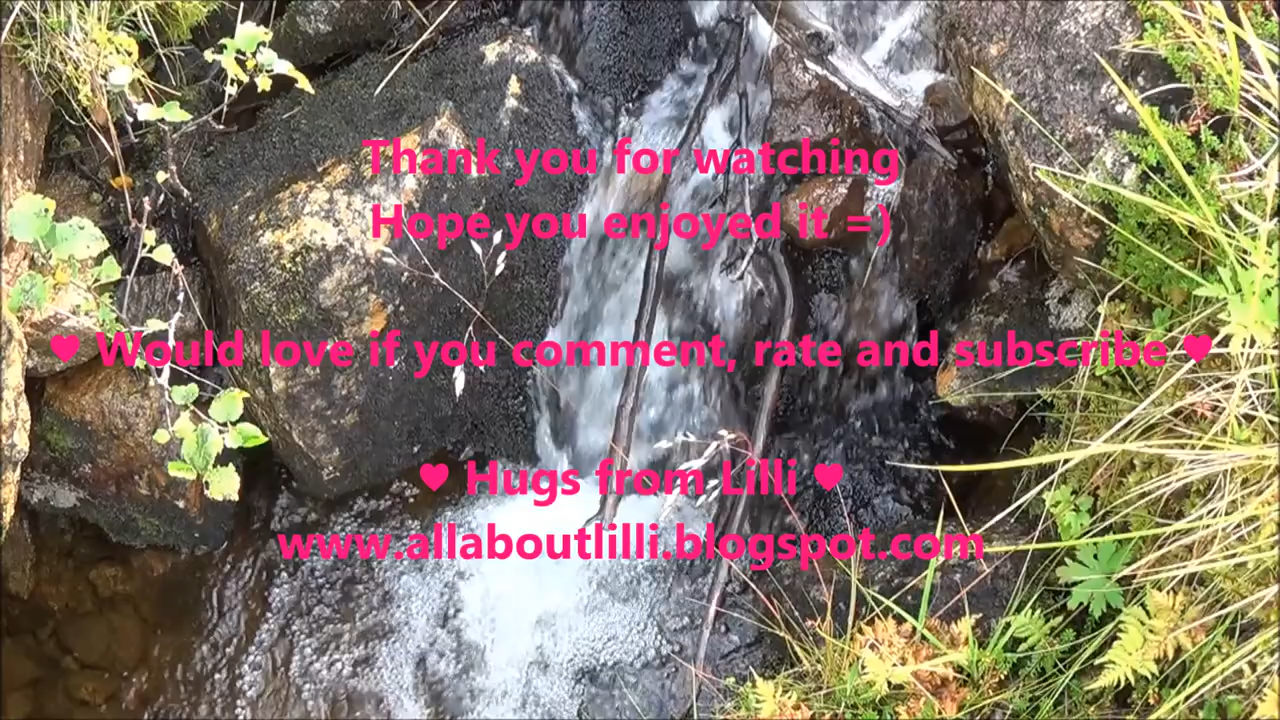 Thank you for watching
Hope you enjoyed it =)
♥ Would love if you comment, rate and subscribe ♥
♥ Hugs from Lilli ♥
www.allaboutlilli.blogspot.com